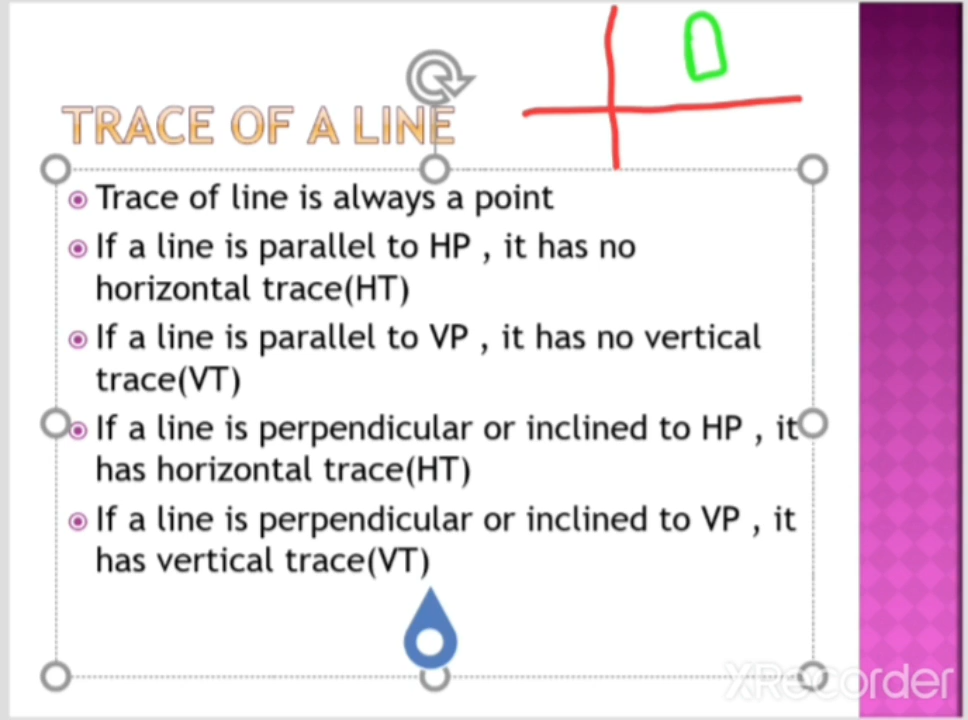 TRACE OF A LINE
Trace of line is always a point
If a line is parallel to HP , it has no
horizontal trace(HT)
If a line is parallel to VP , it has no vertical
trace(VT)
If a line is perpendicular or inclined to HP , it
has horizontal trace(HT)
If a line is perpendicular or inclined to VP , it
has vertical trace(VT)
XRecorder